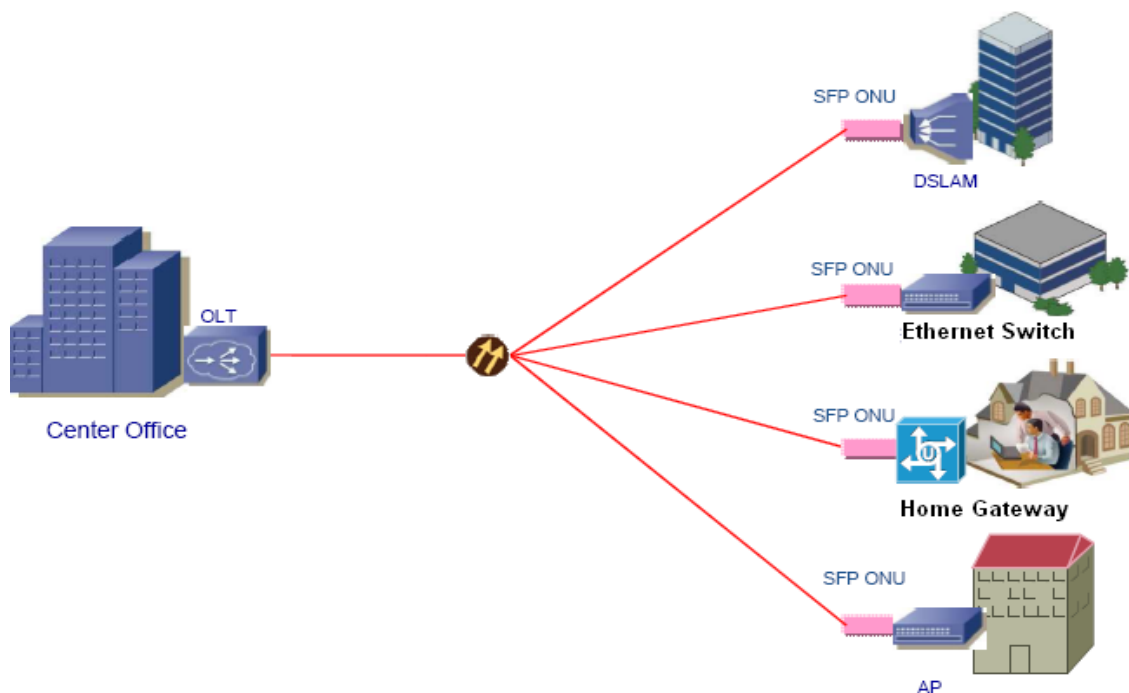 SFP ONU
DSLAM
SFP ONU
Ethernet Switch
OLT
Center Office
SFP ONU
Home Gateway
SFP ONU
AP